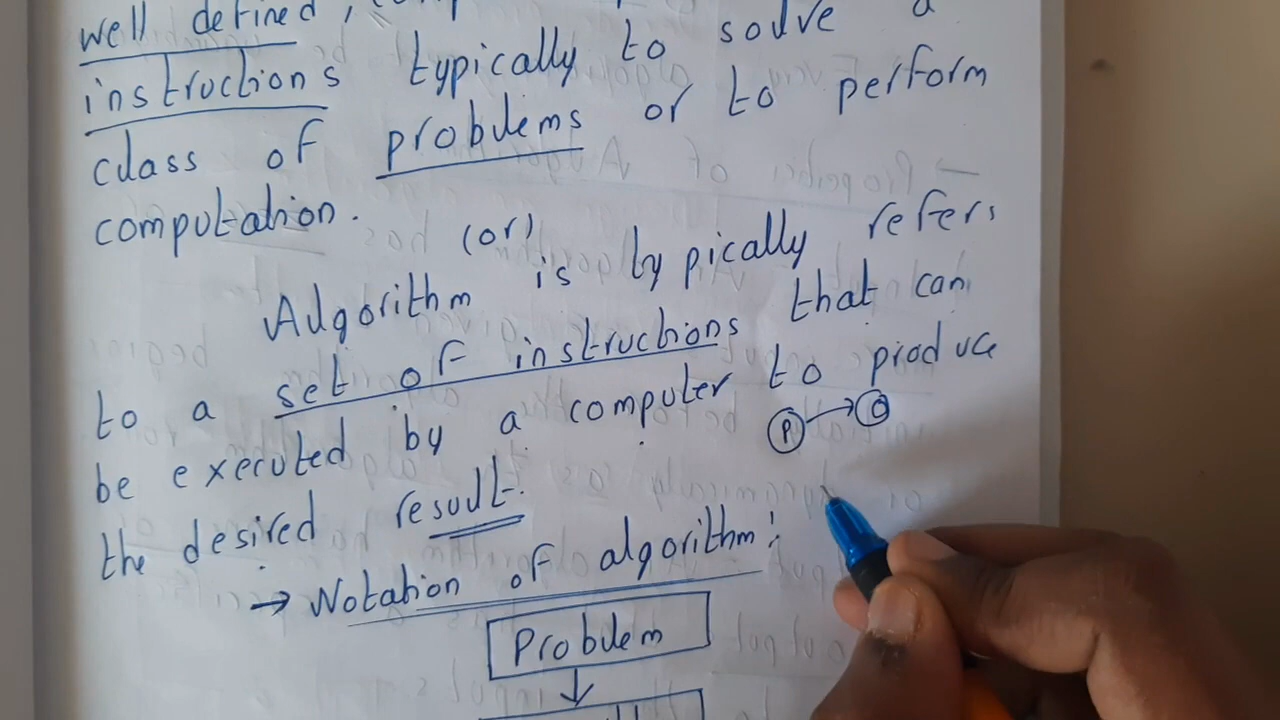 well defined,
instructions typically to solve a
class of problems or to perform
computation.
(or)
Algorithm is typically refers
to a set of instructions that can
be executed by a computer to produce
the desired result.
P → O
→ Notation of algorithm:
Problem